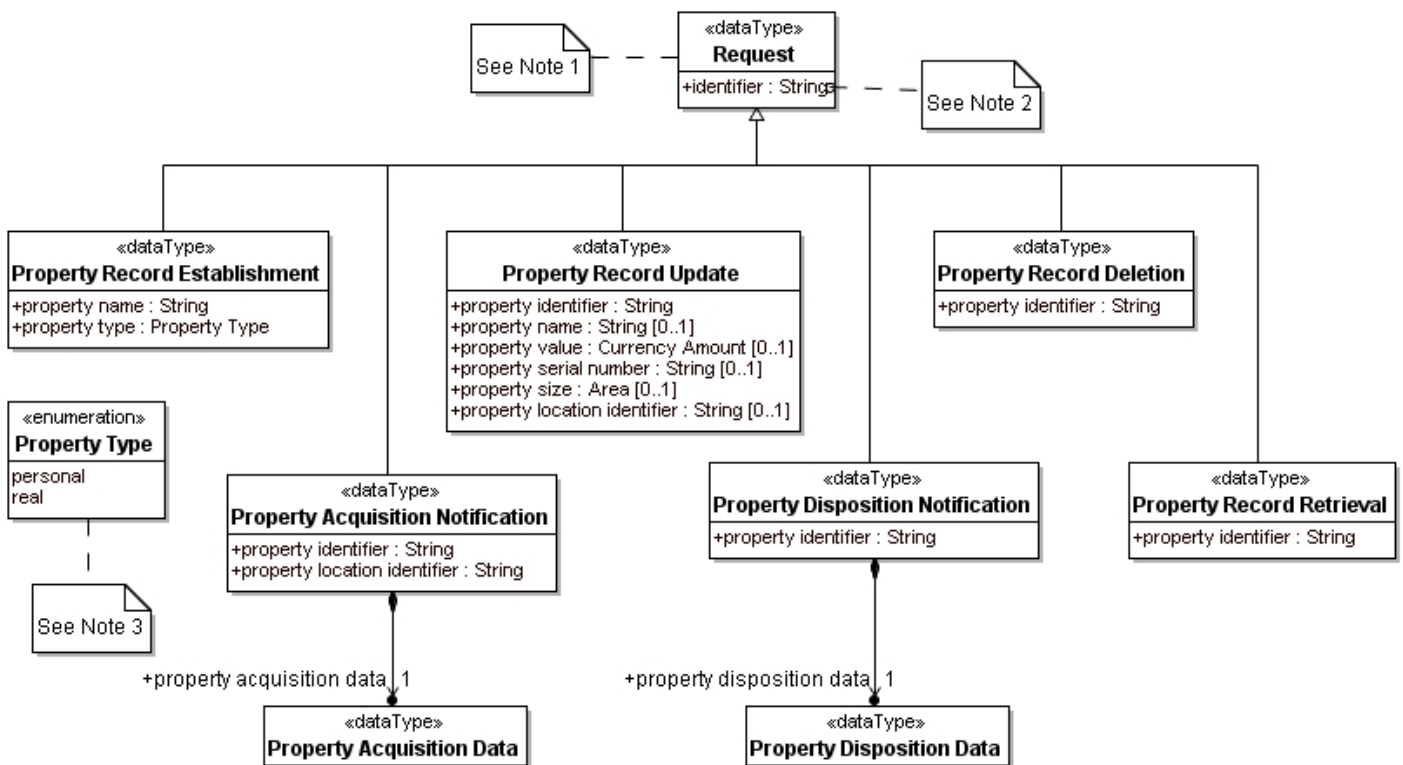 «dataType»
Request
+identifier : String
See Note 1
See Note 2
«dataType»
Property Record Establishment
+property name : String
+property type : Property Type
«dataType»
Property Record Update
+property identifier : String
+property name : String [0..1]
+property value : Currency Amount [0..1]
+property serial number : String [0..1]
+property size : Area [0..1]
+property location identifier : String [0..1]
«dataType»
Property Record Deletion
+property identifier : String
«enumeration»
Property Type
personal
real
See Note 3
«dataType»
Property Acquisition Notification
+property identifier : String
+property location identifier : String
«dataType»
Property Disposition Notification
+property identifier : String
«dataType»
Property Record Retrieval
+property identifier : String
+property acquisition data 1
+property disposition data 1
«dataType»
Property Acquisition Data
«dataType»
Property Disposition Data